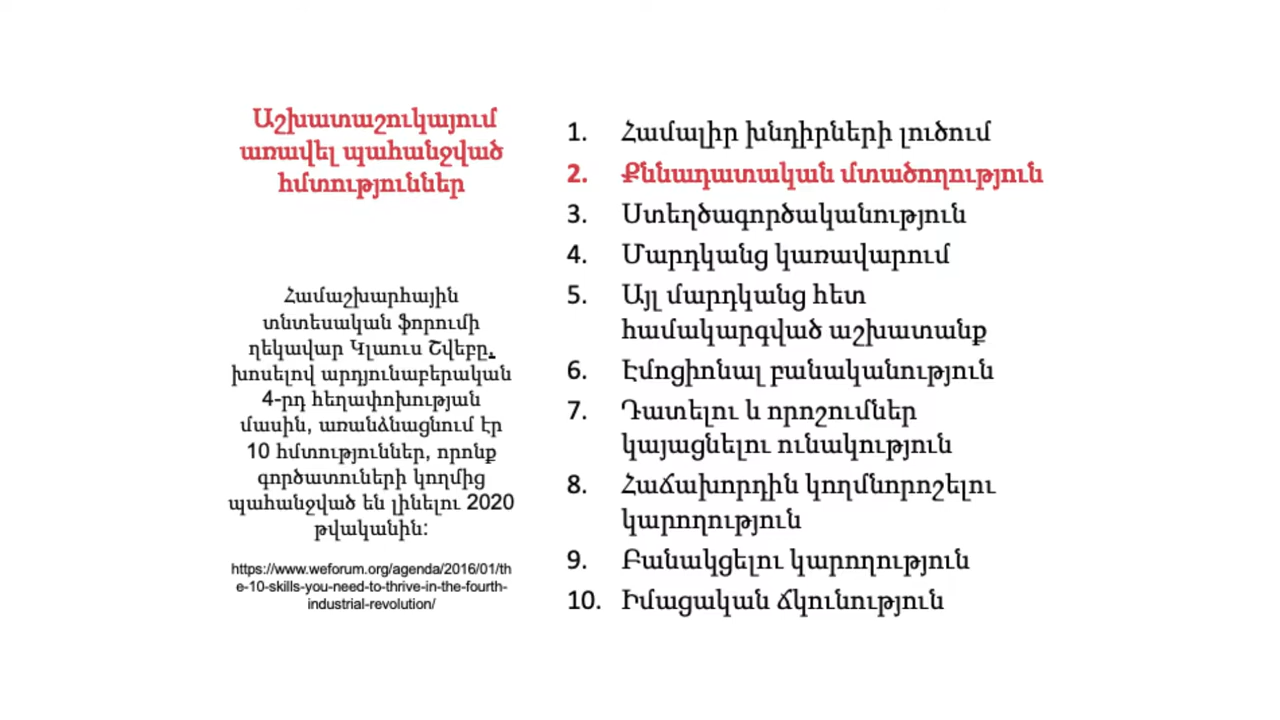 Աշխատաշուկայում
առավել պահանջված
հմտություններ
Համաշխարհային
տնտեսական ֆորումի
ղեկավար Կլաուս Շվեբը,
խոսելով արդյունաբերական
4-րդ հեղափոխության
մասին, առանձնացնում էր
10 հմտություններ, որոնք
գործատուների կողմից
պահանջված են լինելու 2020
թվականին:
https://www.weforum.org/agenda/2016/01/th
e-10-skills-you-need-to-thrive-in-the-fourth-
industrial-revolution/
1. Համալիր խնդիրների լուծում
2. Քննադատական մտածողություն
3. Ստեղծագործականություն
4. Մարդկանց կառավարում
5. Այլ մարդկանց հետ
համակարգված աշխատանք
6. Էմոցիոնալ բանականություն
7. Դատելու և որոշումներ
կայացնելու ունակություն
8. Հաճախորդին կողմնորոշելու
կարողություն
9. Բանակցելու կարողություն
10. Իմացական ճկունություն